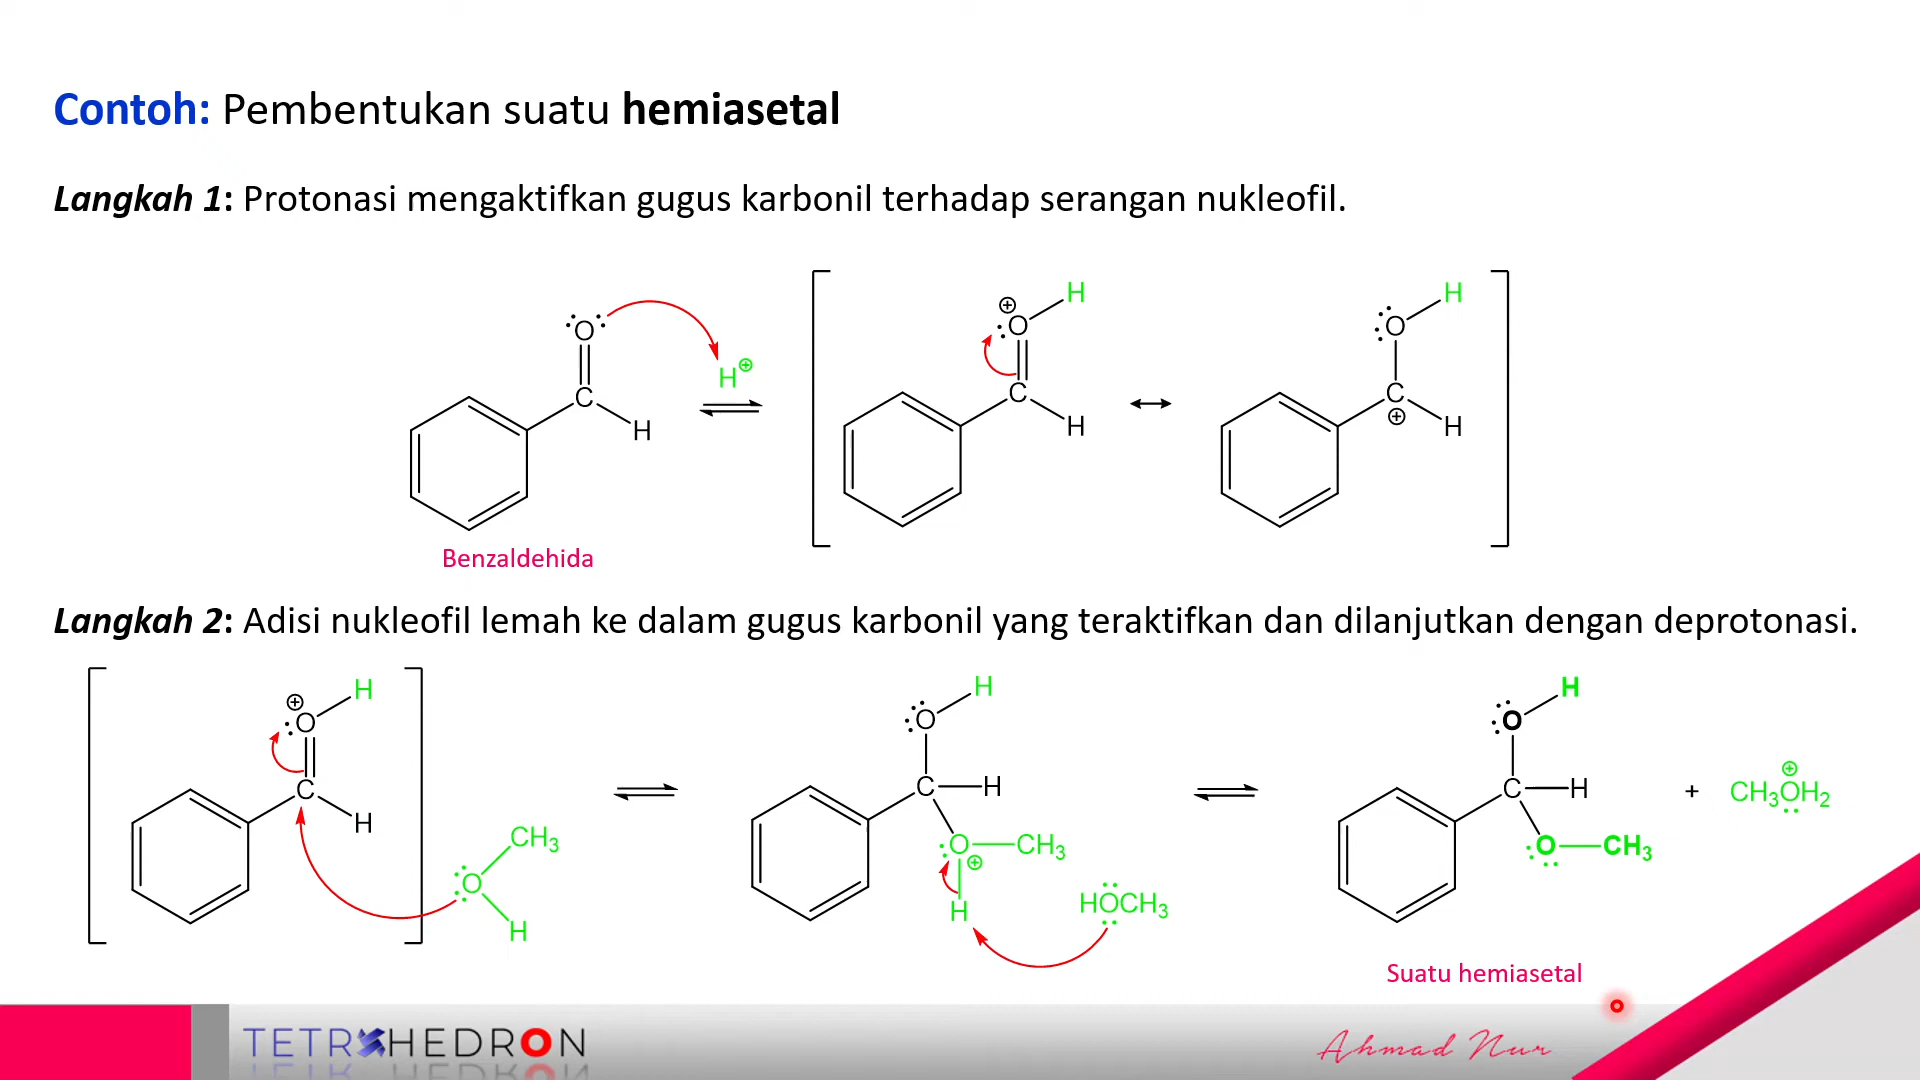 Contoh: Pembentukan suatu hemiasetal
Langkah 1: Protonasi mengaktifkan gugus karbonil terhadap serangan nukleofil.
O
C
H
H⊕
⊕
O
H
C
H
O
H
C
⊕
H
Benzaldehida
Langkah 2: Adisi nukleofil lemah ke dalam gugus karbonil yang teraktifkan dan dilanjutkan dengan deprotonasi.
⊕
O
H
C
H
O
CH₃
H
O
H
C—H
O—CH₃
⊕
H
HOCH₃
O
H
C—H
O—CH₃
+
⊕
CH₃OH₂
Suatu hemiasetal
TETRAHEDRON
Ahmad Nur